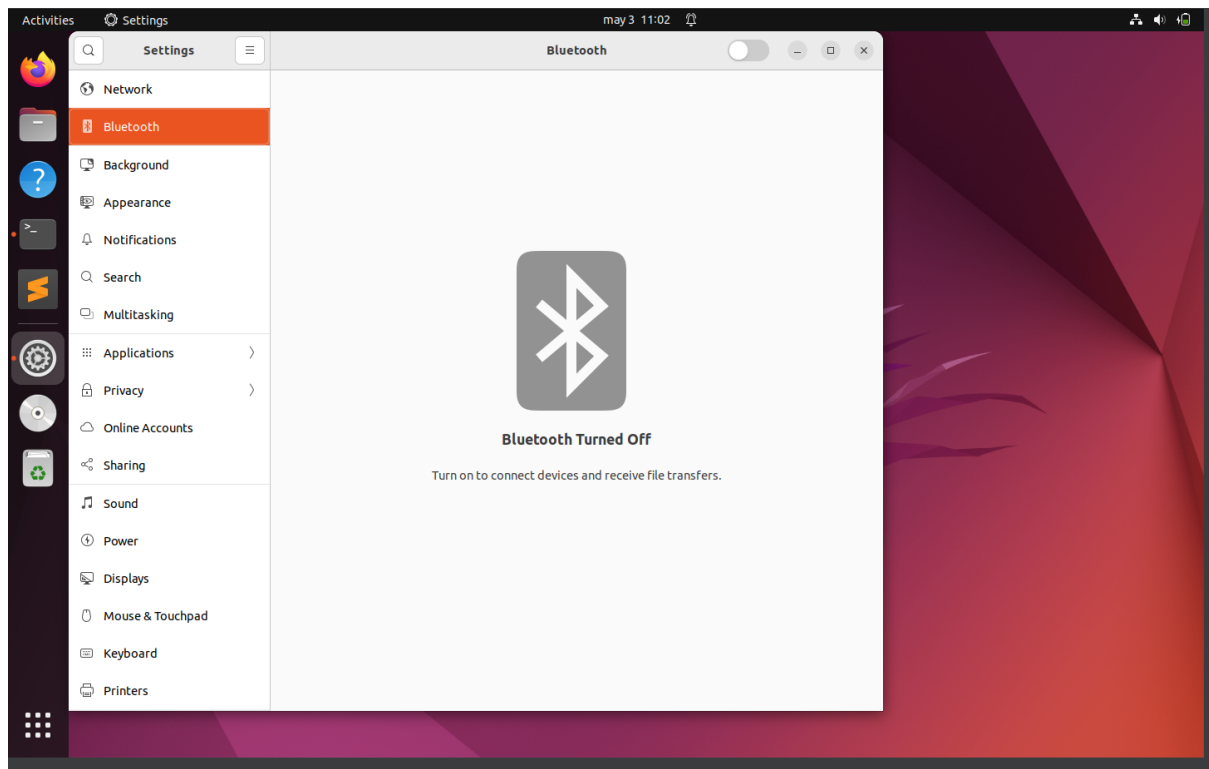 Activities Settings may 3 11:02
Settings Bluetooth
Network
Bluetooth
Background
Appearance
Notifications
Search
Multitasking
Applications
Privacy
Online Accounts
Sharing
Sound
Power
Displays
Mouse & Touchpad
Keyboard
Printers
Bluetooth Turned Off
Turn on to connect devices and receive file transfers.